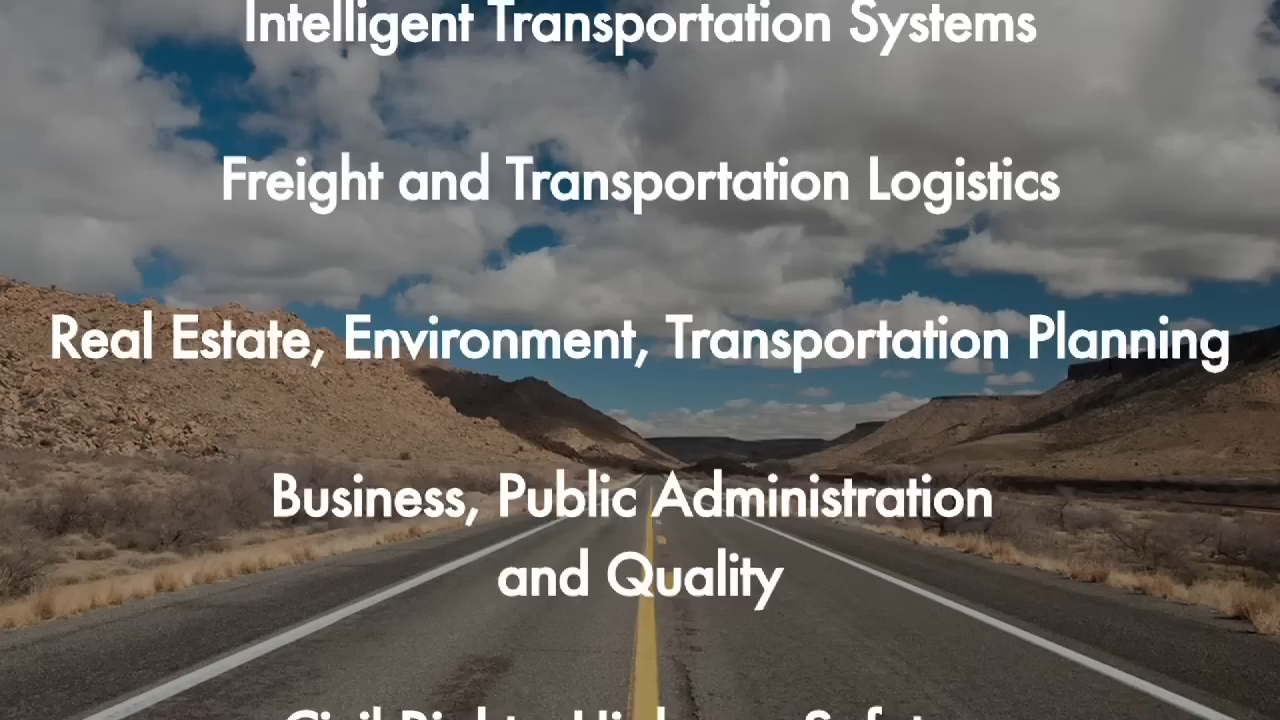 Intelligent Transportation Systems
Freight and Transportation Logistics
Real Estate, Environment, Transportation Planning
Business, Public Administration
and Quality